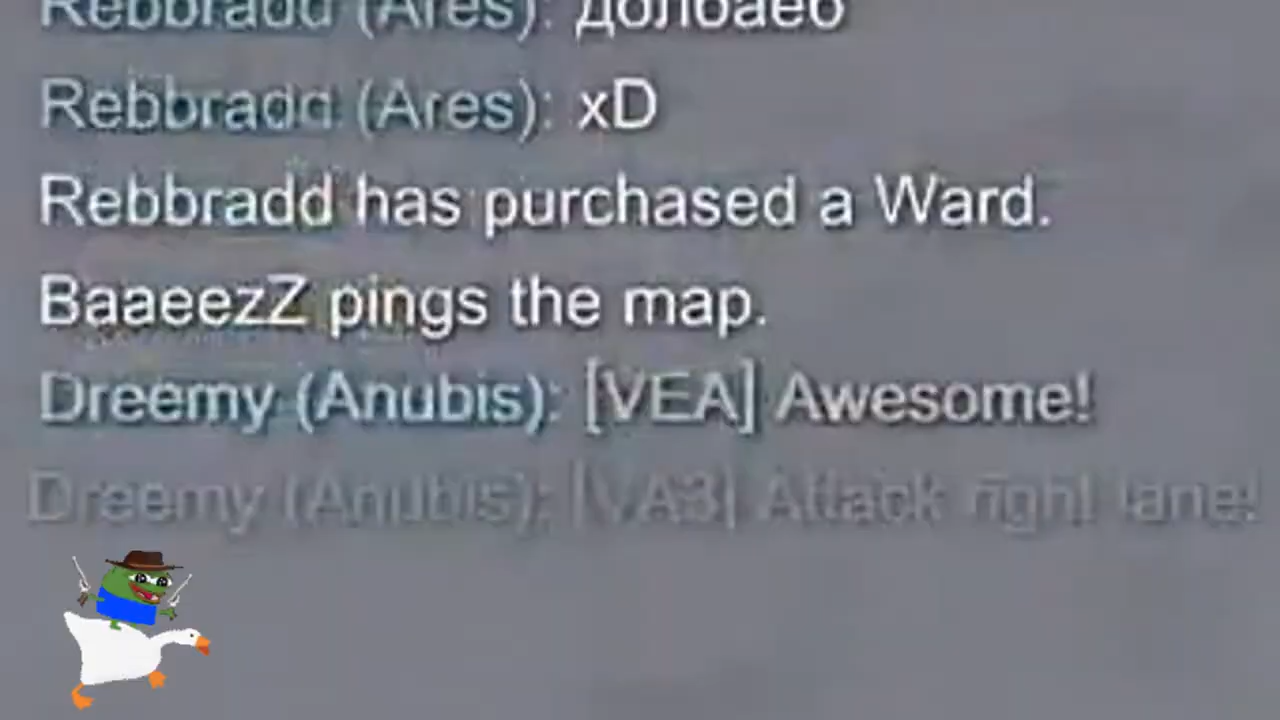 Rebbradd (Ares): долбаеб
Rebbradd (Ares): xD
Rebbradd has purchased a Ward.
BaaeezZ pings the map.
Dreemy (Anubis): [VEA] Awesome!
Dreemy (Anubis): [VA3] Attack right lane!